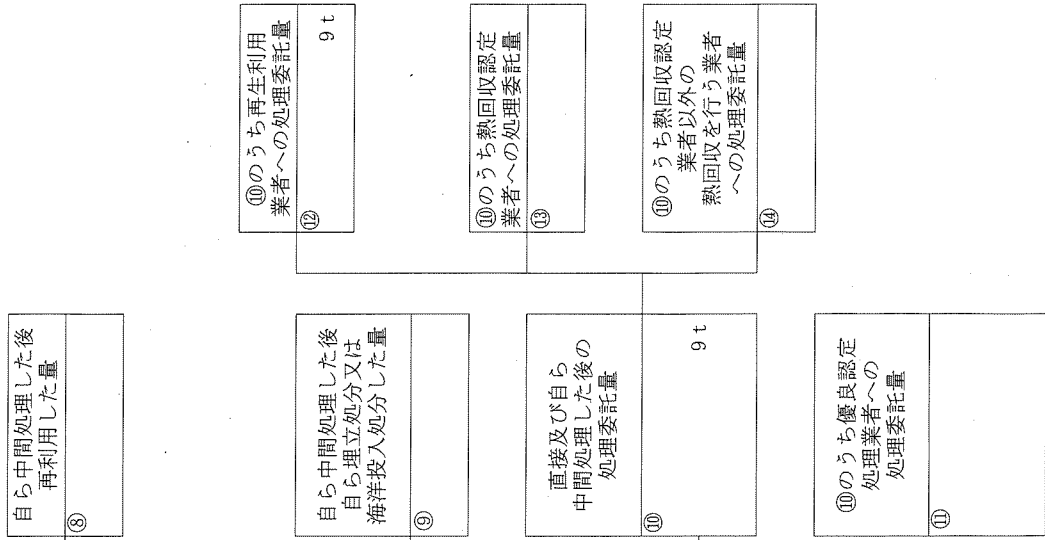 自ら中間処理した後
再利用した量
⑧
自ら中間処理した後
自ら埋立処分又は
海洋投入処分した量
⑨
直接及び自ら
中間処理した後の
処理委託量
⑩
9 t
⑩のうち優良認定
処理業者への
処理委託量
⑪
⑩のうち再生利用
業者への処理委託量
⑫
9 t
⑩のうち熱回収認定
業者への処理委託量
⑬
⑩のうち熱回収認定
業者以外の
熱回収を行う業者
への処理委託量
⑭